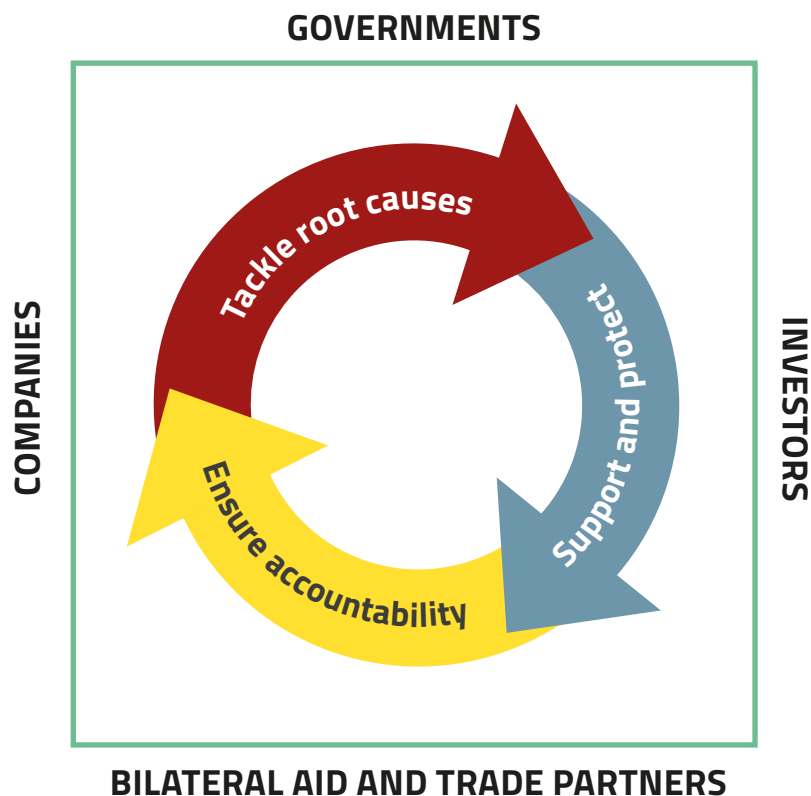 GOVERNMENTS
Tackle root causes
Support and protect
Ensure accountability
COMPANIES
INVESTORS
BILATERAL AID AND TRADE PARTNERS